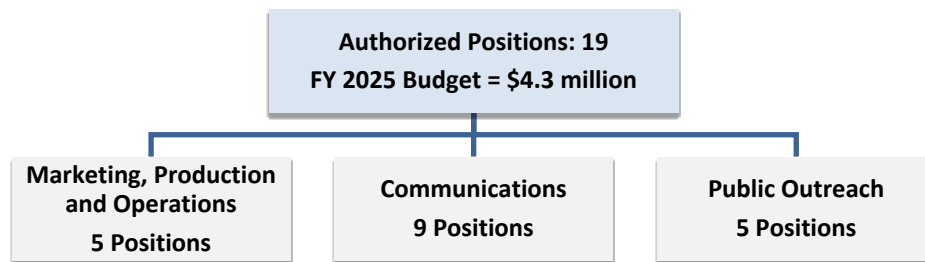 Authorized Positions: 19
FY 2025 Budget = $4.3 million
Marketing, Production
and Operations
5 Positions
Communications
9 Positions
Public Outreach
5 Positions